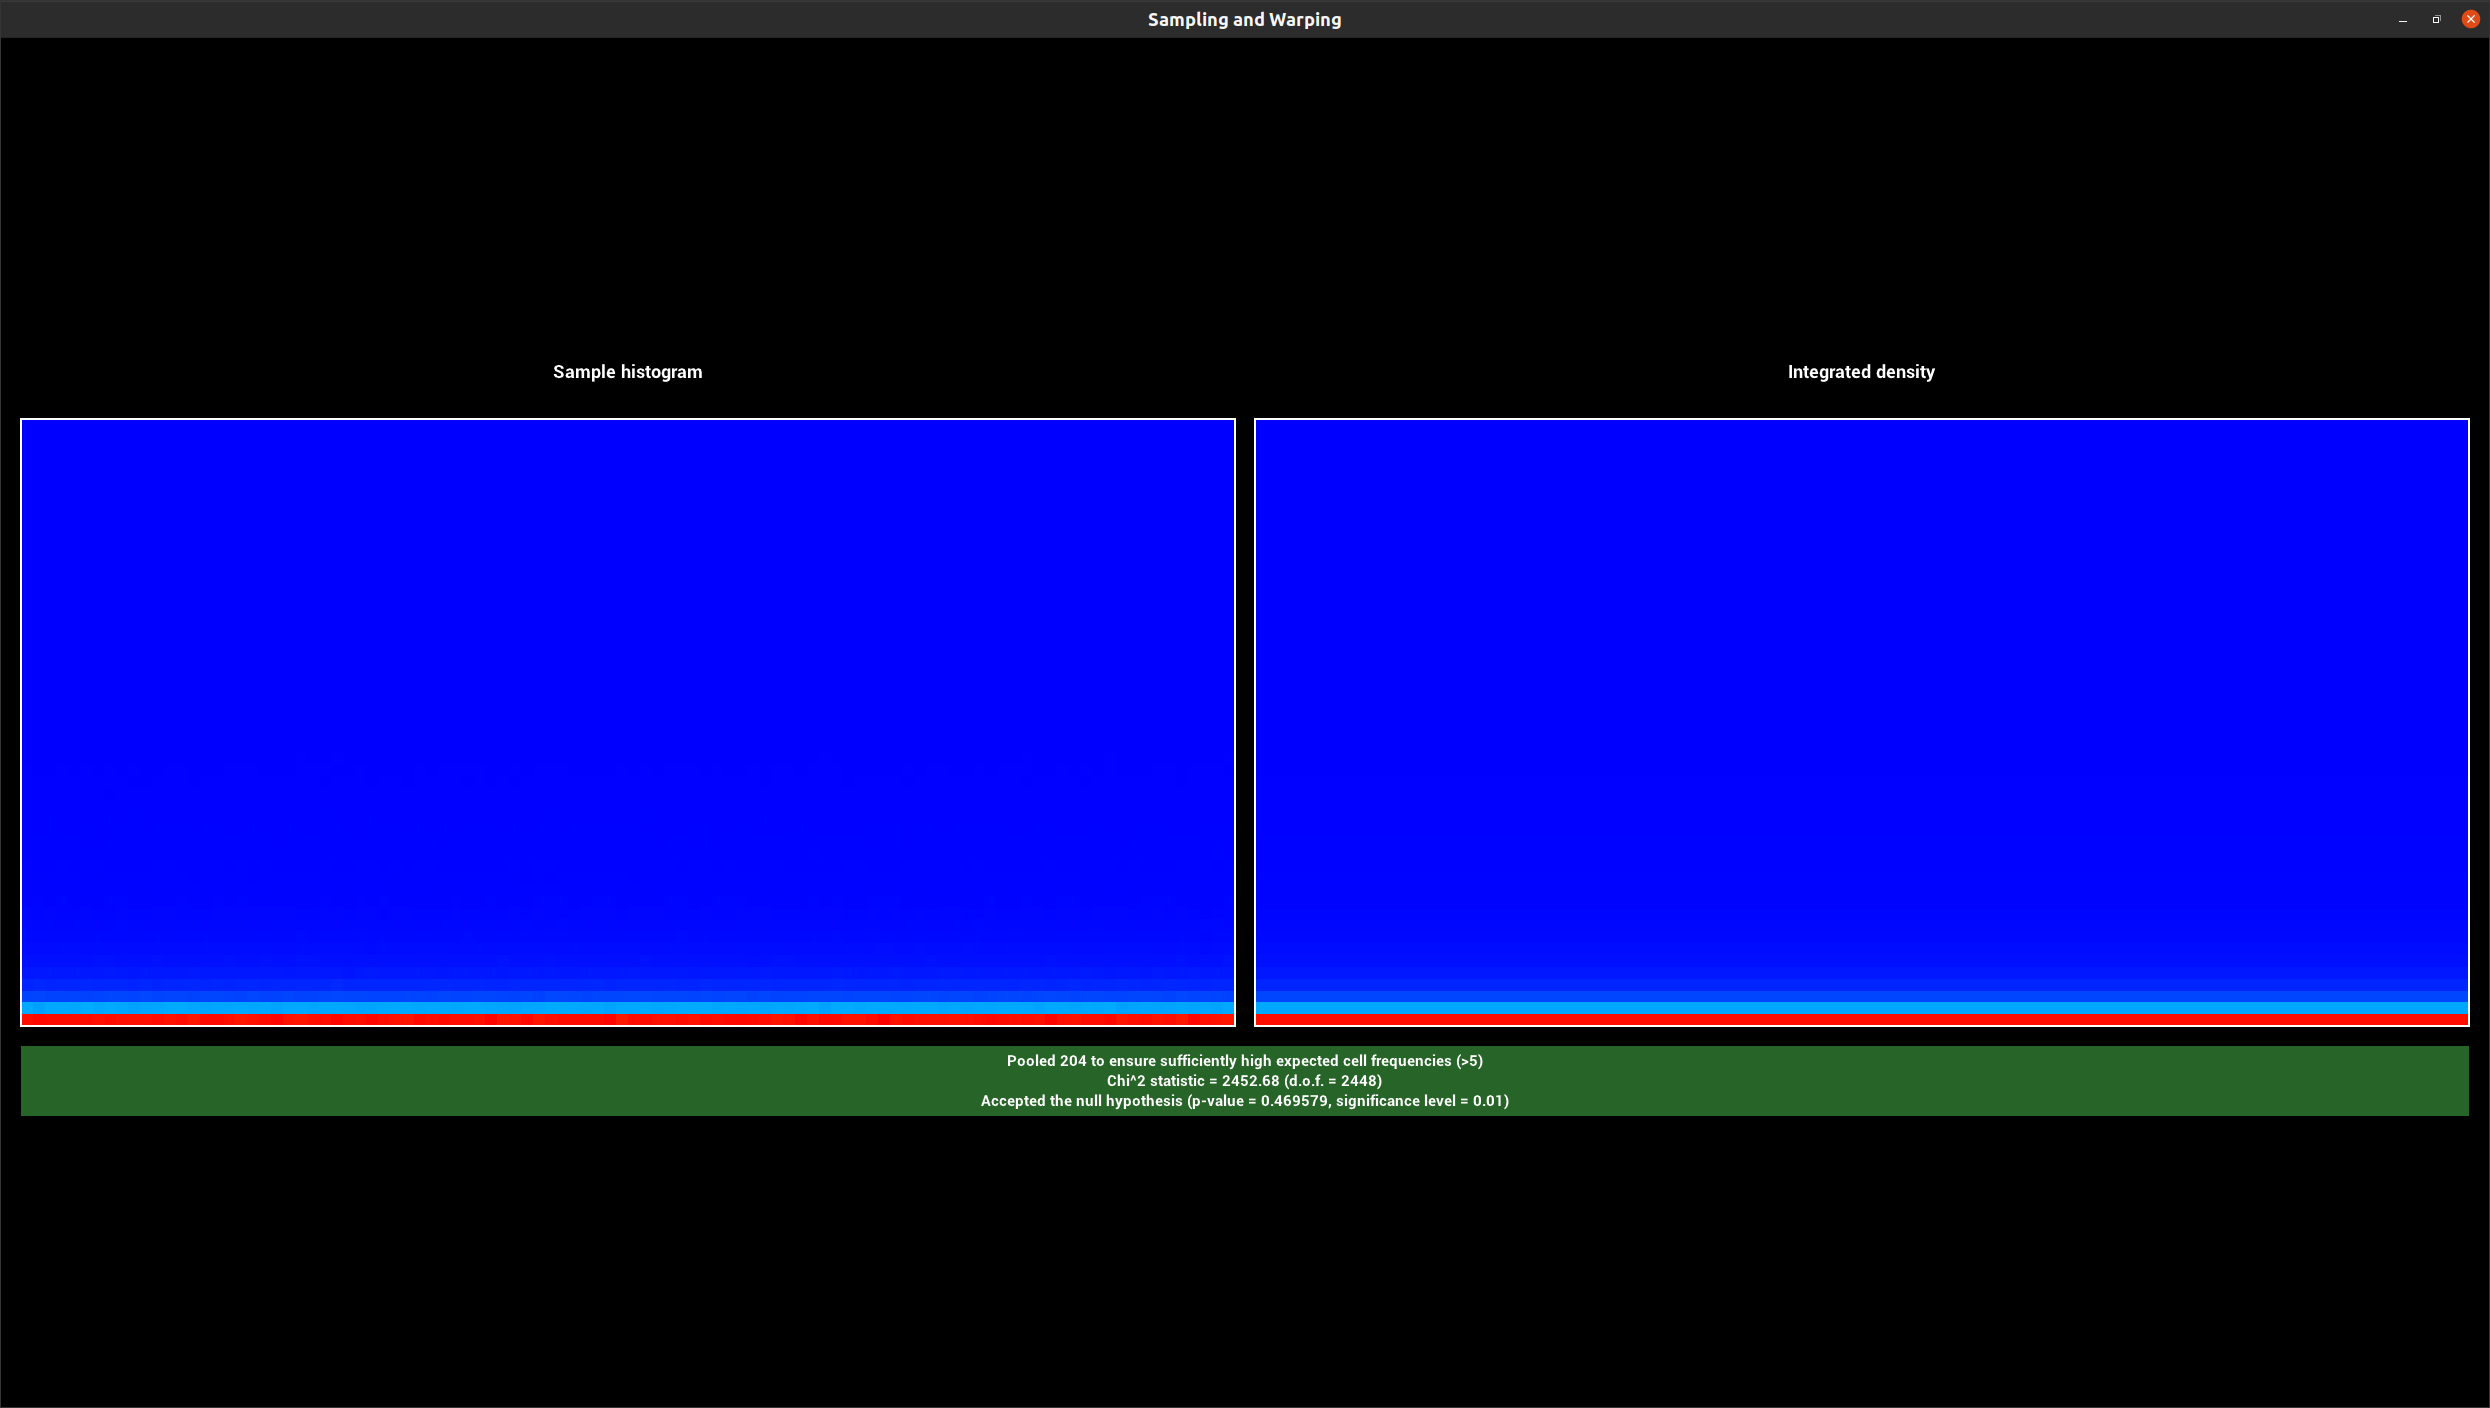 Sampling and Warping
Sample histogram
Integrated density
Pooled 204 to ensure sufficiently high expected cell frequencies (>5)
Chi^2 statistic = 2452.68 (d.o.f. = 2448)
Accepted the null hypothesis (p-value = 0.469579, significance level = 0.01)